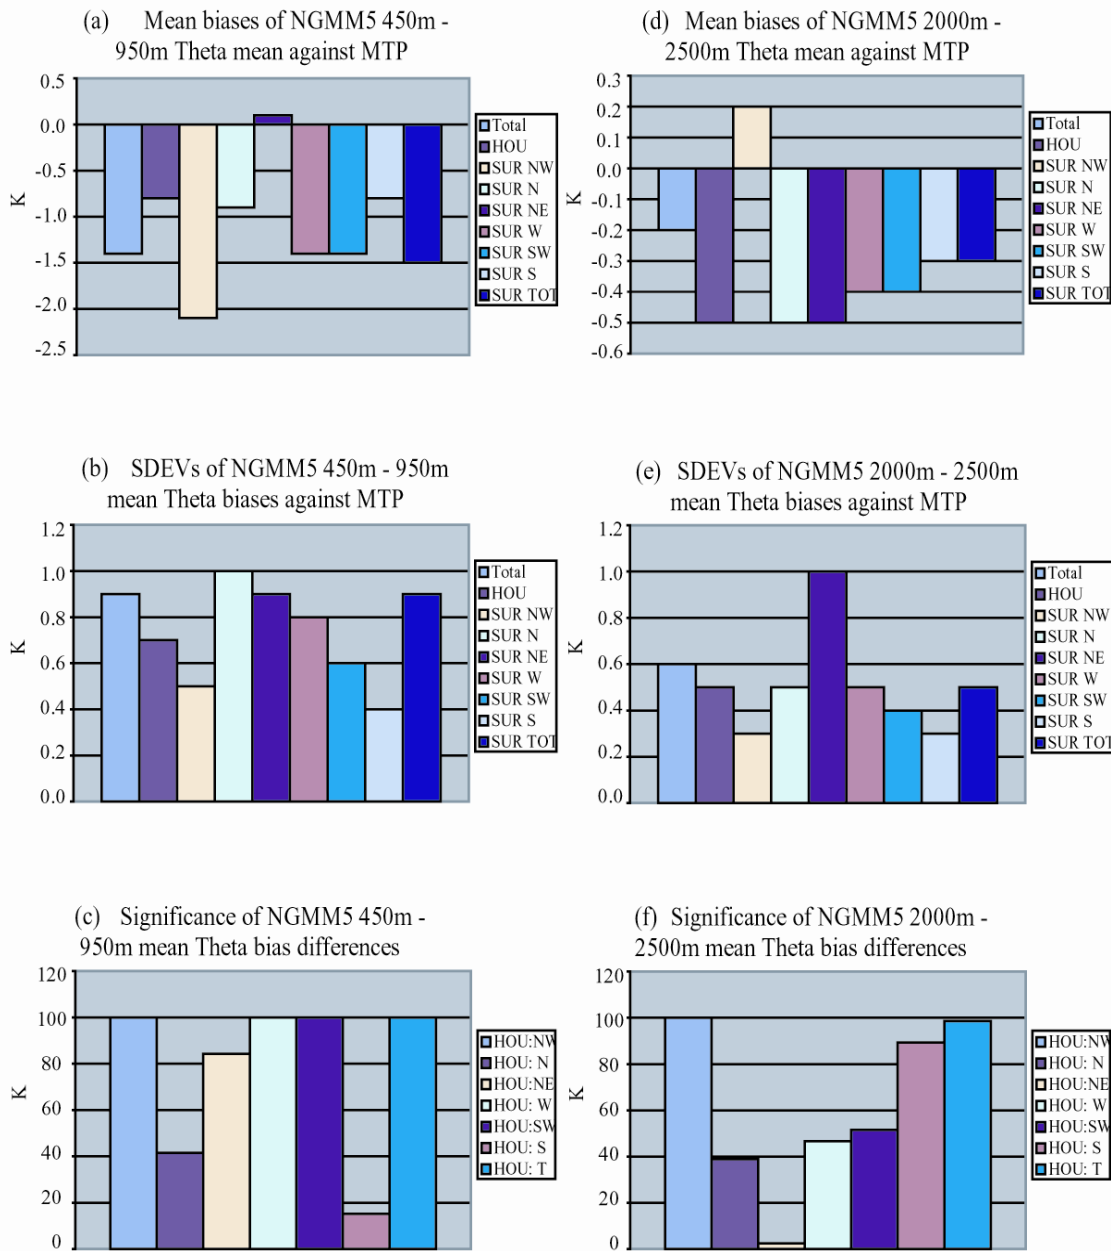 (a) Mean biases of NGMM5 450m -
950m Theta mean against MTP
0.5
0.0
-0.5
-1.0
-1.5
-2.0
-2.5
K
Total
HOU
SUR NW
SUR N
SUR NE
SUR W
SUR SW
SUR S
SUR TOT
(d) Mean biases of NGMM5 2000m -
2500m Theta mean against MTP
0.3
0.2
0.1
0.0
-0.1
-0.2
-0.3
-0.4
-0.5
-0.6
K
Total
HOU
SUR NW
SUR N
SUR NE
SUR W
SUR SW
SUR S
SUR TOT
(b) SDEVs of NGMM5 450m - 950m
mean Theta biases against MTP
1.2
1.0
0.8
0.6
0.4
0.2
0.0
K
Total
HOU
SUR NW
SUR N
SUR NE
SUR W
SUR SW
SUR S
SUR TOT
(e) SDEVs of NGMM5 2000m - 2500m
mean Theta biases against MTP
1.2
1.0
0.8
0.6
0.4
0.2
0.0
K
Total
HOU
SUR NW
SUR N
SUR NE
SUR W
SUR SW
SUR S
SUR TOT
(c) Significance of NGMM5 450m -
950m mean Theta bias differences
120
100
80
60
40
20
0
K
HOU:NW
HOU: N
HOU:NE
HOU: W
HOU:SW
HOU: S
HOU: T
(f) Significance of NGMM5 2000m -
2500m mean Theta bias differences
120
100
80
60
40
20
0
K
HOU:NW
HOU: N
HOU:NE
HOU: W
HOU:SW
HOU: S
HOU: T